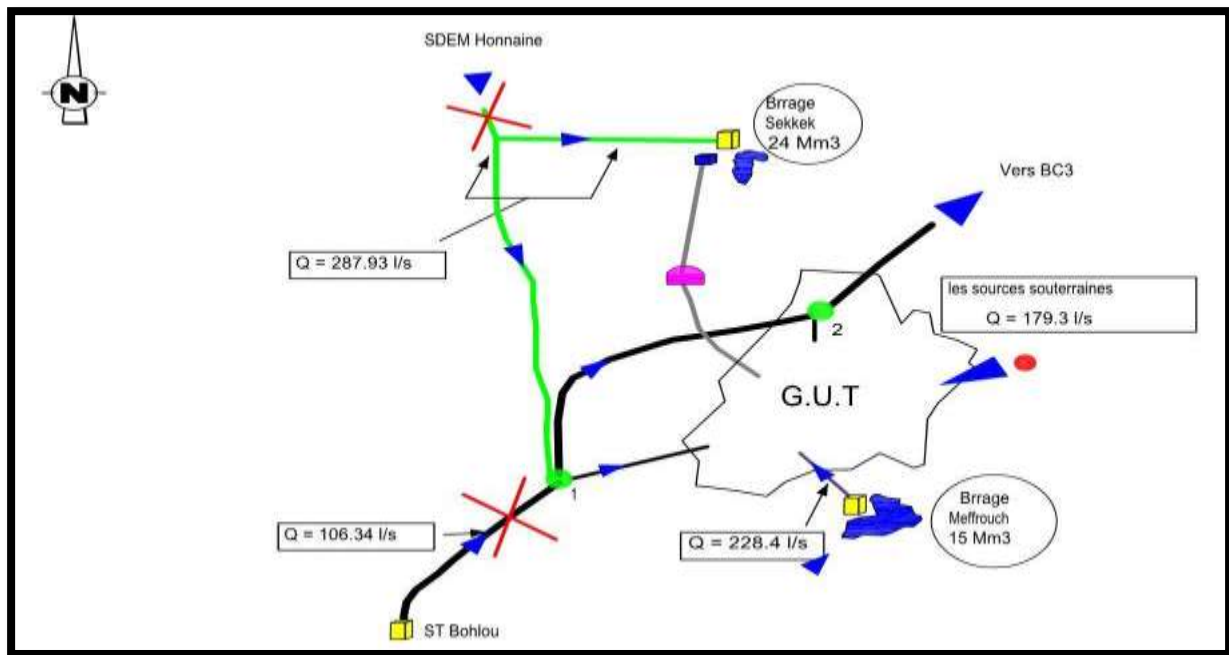 SDEM Honnaine
N
Brrage
Sekkek
24 Mm3
Vers BC3
Q = 287.93 l/s
les sources souterraines
Q = 179.3 l/s
2
G.U.T
1
Q = 106.34 l/s
Q = 228.4 l/s
Brrage
Meffrouch
15 Mm3
ST Bohlou